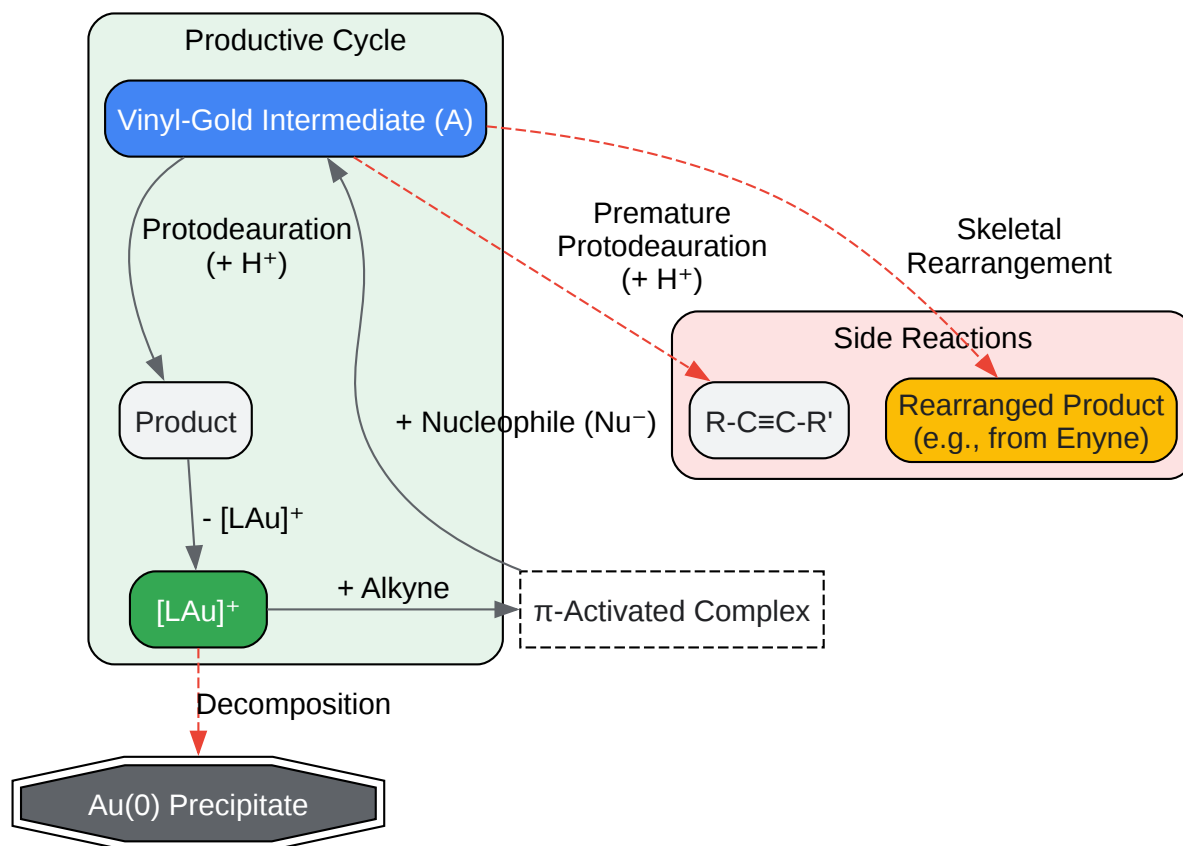 Productive Cycle
Vinyl-Gold Intermediate (A)
Protodeauration
(+ H⁺)
Premature
Protodeauration
(+ H⁺)
Skeletal
Rearrangement
Side Reactions
Product
+ Nucleophile (Nu⁻)
R-C≡C-R'
Rearranged Product
(e.g., from Enyne)
- [LAu]⁺
[LAu]⁺
+ Alkyne
π-Activated Complex
Decomposition
Au(0) Precipitate